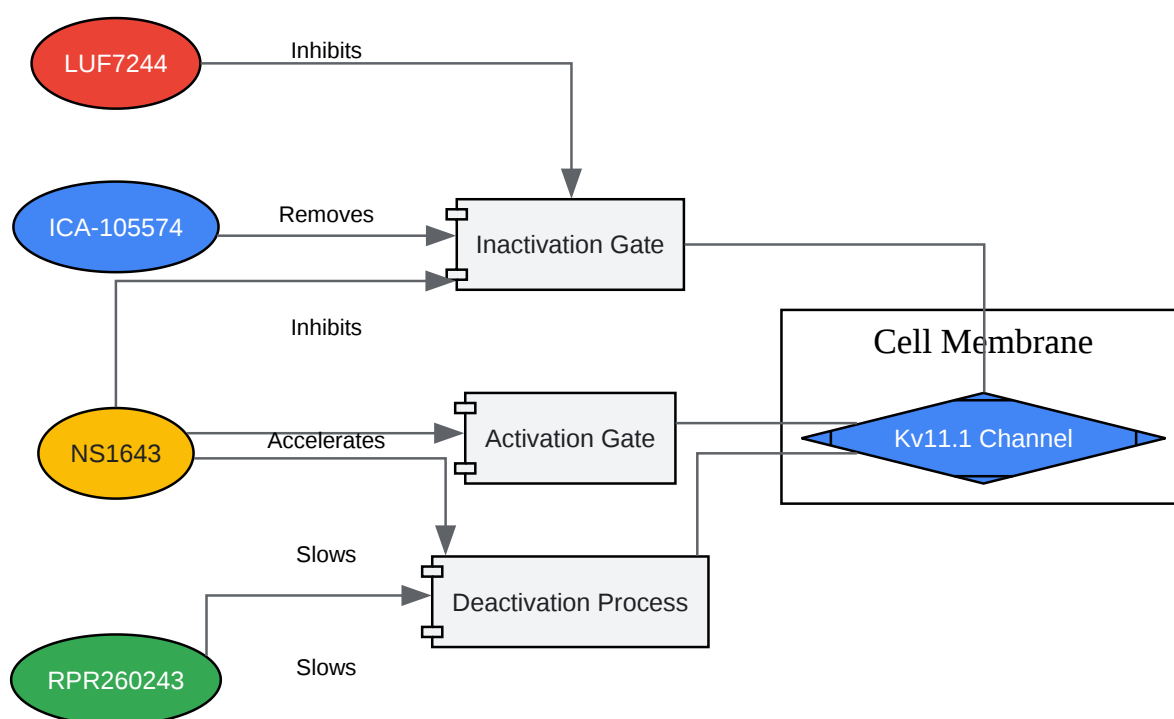 LUF7244
Inhibits
ICA-105574
Removes
Inactivation Gate
Inhibits
Cell Membrane
NS1643
Accelerates
Activation Gate
Kv11.1 Channel
Slows
Deactivation Process
RPR260243
Slows